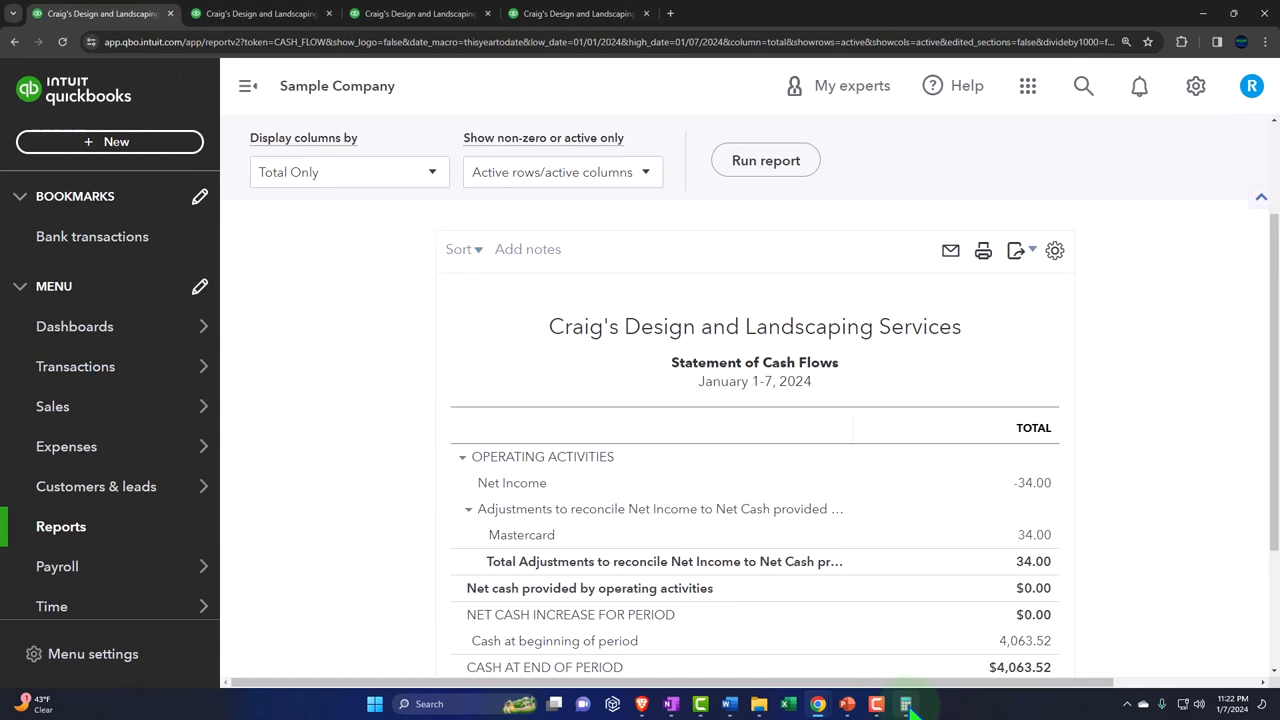 Craig's Design and Landscaping
Craig's Design and Landscaping
Craig's Design and Landscaping
Craig's Design and Landscaping
app.qbo.intuit.com/app/reportv2?token=CASH_FLOW&show_logo=false&date_macro=thisyeartodate&low_date=01/01/2024&high_date=01/07/2024&column=total&showrows=active&showcols=active&edited_sections=false&divideby1000=f...
INTUIT
quickbooks
Sample Company
My experts
Help
R
+ New
Display columns by
Show non-zero or active only
Total Only
Active rows/active columns
Run report
BOOKMARKS
Bank transactions
MENU
Dashboards
Transactions
Sales
Expenses
Customers & leads
Reports
Payroll
Time
Menu settings
Sort
Add notes
Craig's Design and Landscaping Services
Statement of Cash Flows
January 1-7, 2024
TOTAL
OPERATING ACTIVITIES
Net Income -34.00
Adjustments to reconcile Net Income to Net Cash provided ...
Mastercard 34.00
Total Adjustments to reconcile Net Income to Net Cash pr... 34.00
Net cash provided by operating activities $0.00
NET CASH INCREASE FOR PERIOD $0.00
Cash at beginning of period 4,063.52
CASH AT END OF PERIOD $4,063.52
43°F
Clear
Search
11:22 PM
1/7/2024